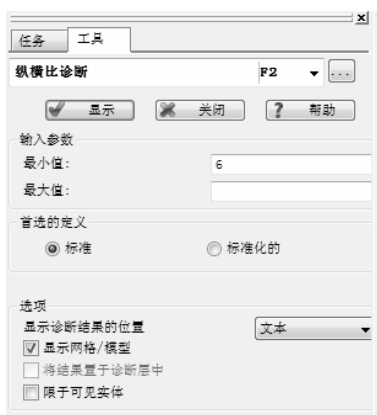 任务 工具
纵横比诊断 F2 ...
显示 关闭 ? 帮助
输入参数
最小值: 6
最大值:
首选的定义
标准 标准化的
选项
显示诊断结果的位置 文本
显示网格/模型
将结果置于诊断层中
限于可见实体